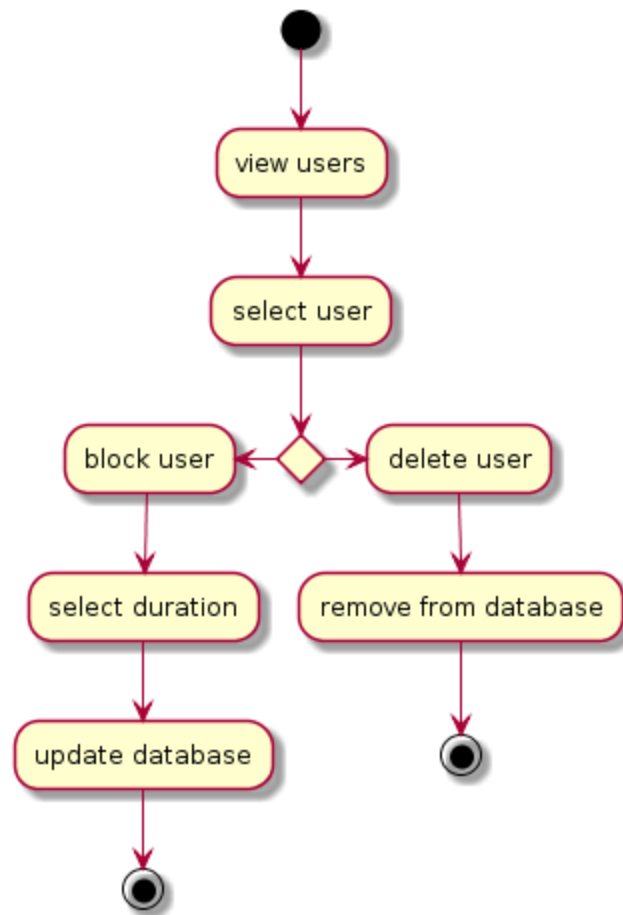 view users
select user
block user
delete user
select duration
remove from database
update database